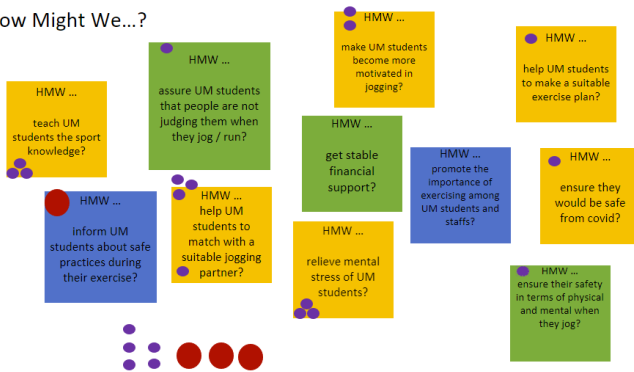 ow Might We...?
HMW ...
teach UM
students the sport
knowledge?
HMW ...
assure UM students
that people are not
judging them when
they jog / run?
HMW ...
make UM students
become more
motivated in
jogging?
HMW ...
help UM students
to make a suitable
exercise plan?
HMW ...
get stable
financial
support?
HMW ...
promote the
importance of
exercising among
UM students and
staffs?
HMW ...
ensure they
would be safe
from covid?
HMW ...
inform UM
students about safe
practices during
their exercise?
HMW ...
help UM
students to
match with a
suitable jogging
partner?
HMW ...
relieve mental
stress of UM
students?
HMW ...
ensure their safety
in terms of physical
and mental when
they jog?